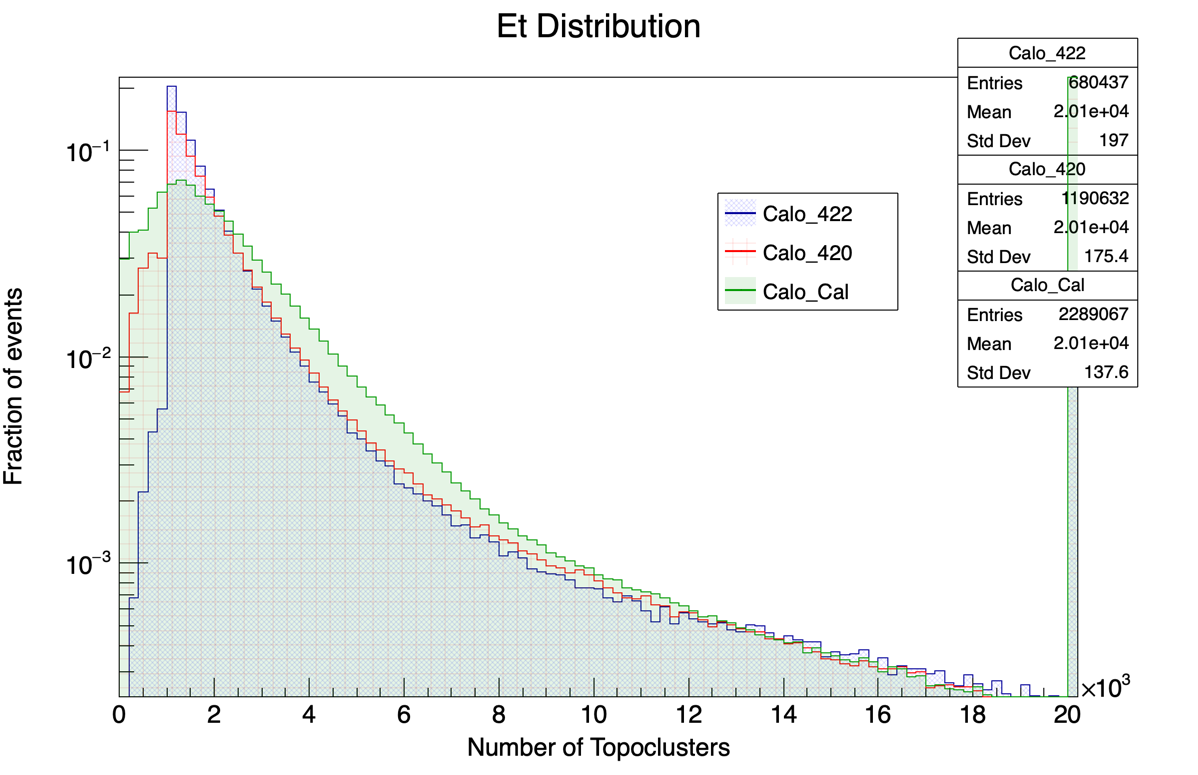 Et Distribution
Calo_422
Entries 680437
Mean 2.01e+04
Std Dev 197
Calo_420
Entries 1190632
Mean 2.01e+04
Std Dev 175.4
Calo_Cal
Entries 2289067
Mean 2.01e+04
Std Dev 137.6
Calo_422
Calo_420
Calo_Cal
Fraction of events
10⁻¹
10⁻²
10⁻³
0 2 4 6 8 10 12 14 16 18 20
×10³
Number of Topoclusters